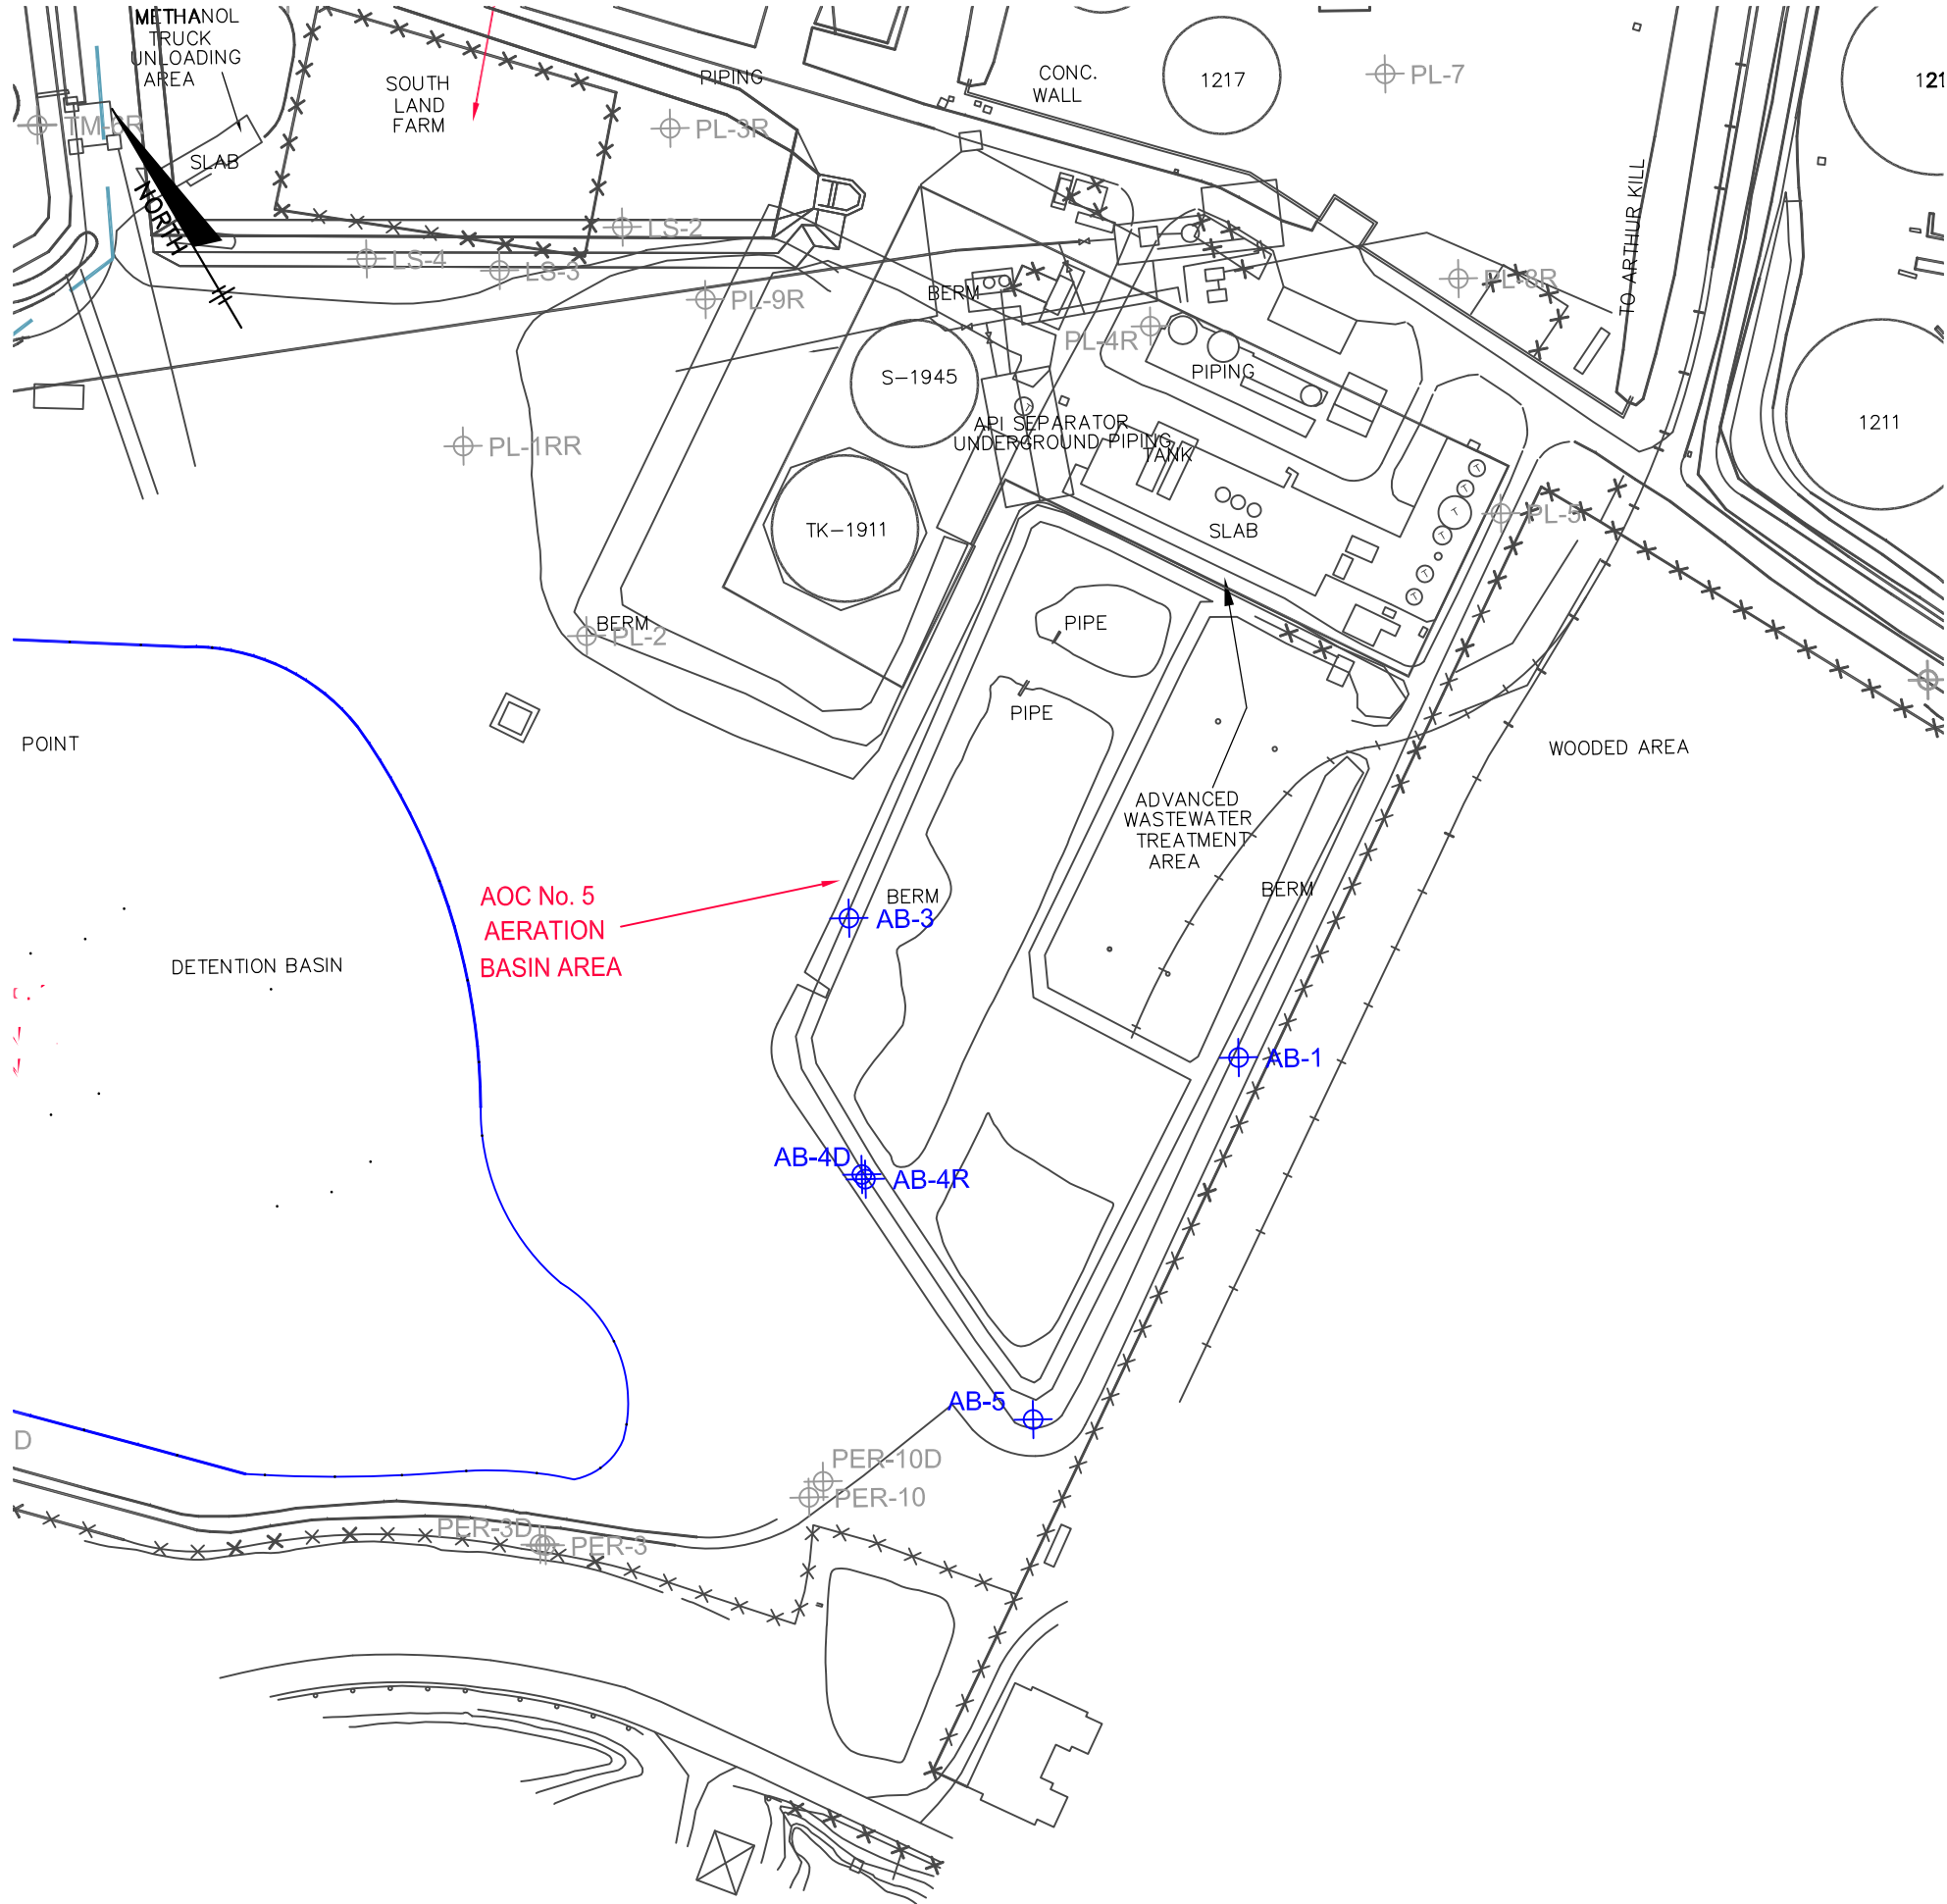 METHANOL
TRUCK
UNLOADING
AREA
SLAB
NORTH
TM-6R
SOUTH
LAND
FARM
PIPING
PL-3R
CONC.
WALL
1217
PL-7
TO ARTHUR KILL
LS-2
LS-4
LS-3
PL-9R
BERM
PL-4R
PL-8R
S-1945
PIPING
1211
API SEPARATOR
UNDERGROUND PIPING
TANK
PL-1RR
TK-1911
SLAB
PL-5
BERM
PL-2
PIPE
PIPE
POINT
WOODED AREA
ADVANCED
WASTEWATER
TREATMENT
AREA
AOC No. 5
AERATION
BASIN AREA
BERM
AB-3
BERM
DETENTION BASIN
AB-1
AB-4D
AB-4R
AB-5
D
PER-10D
PER-10
PER-3D
PER-3